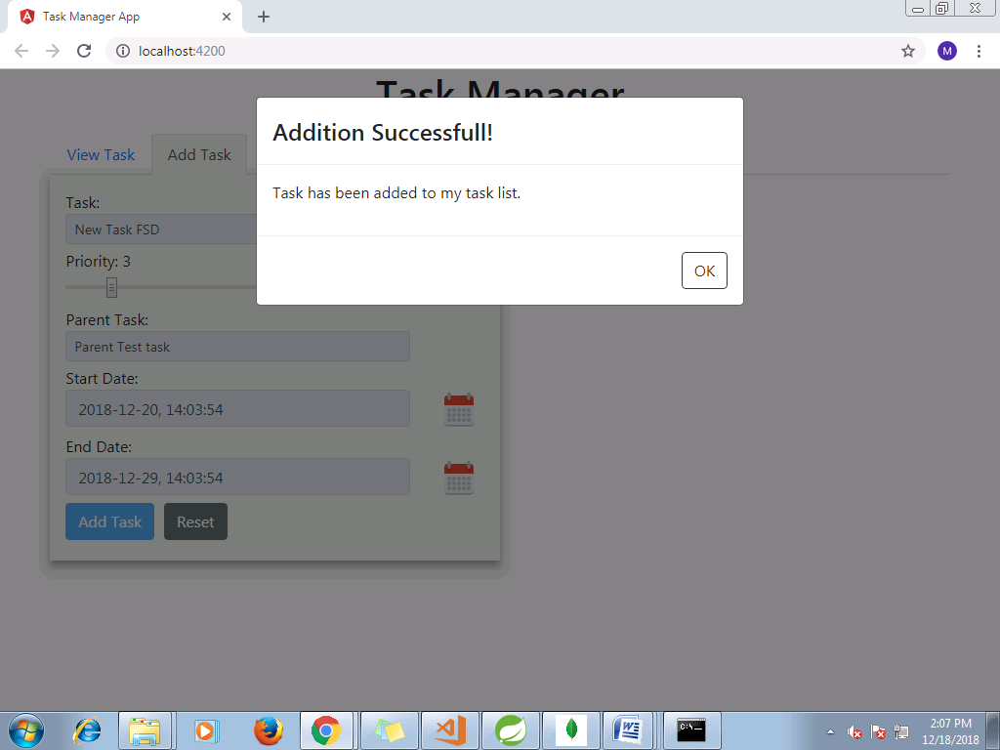 Task Manager App
localhost:4200
M
Task Manager
View Task
Add Task
Addition Successfull!
Task has been added to my task list.
OK
Task:
New Task FSD
Priority: 3
Parent Task:
Parent Test task
Start Date:
2018-12-20, 14:03:54
End Date:
2018-12-29, 14:03:54
Add Task
Reset
C:\_
2:07 PM
12/18/2018